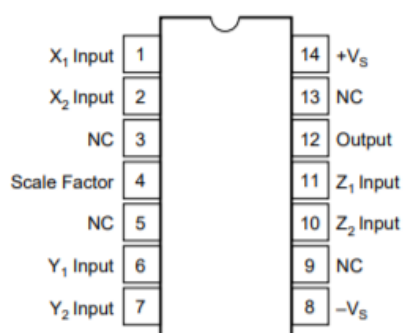 X₁ Input 1 14 +Vₛ
X₂ Input 2 13 NC
NC 3 12 Output
Scale Factor 4 11 Z₁ Input
NC 5 10 Z₂ Input
Y₁ Input 6 9 NC
Y₂ Input 7 8 –Vₛ